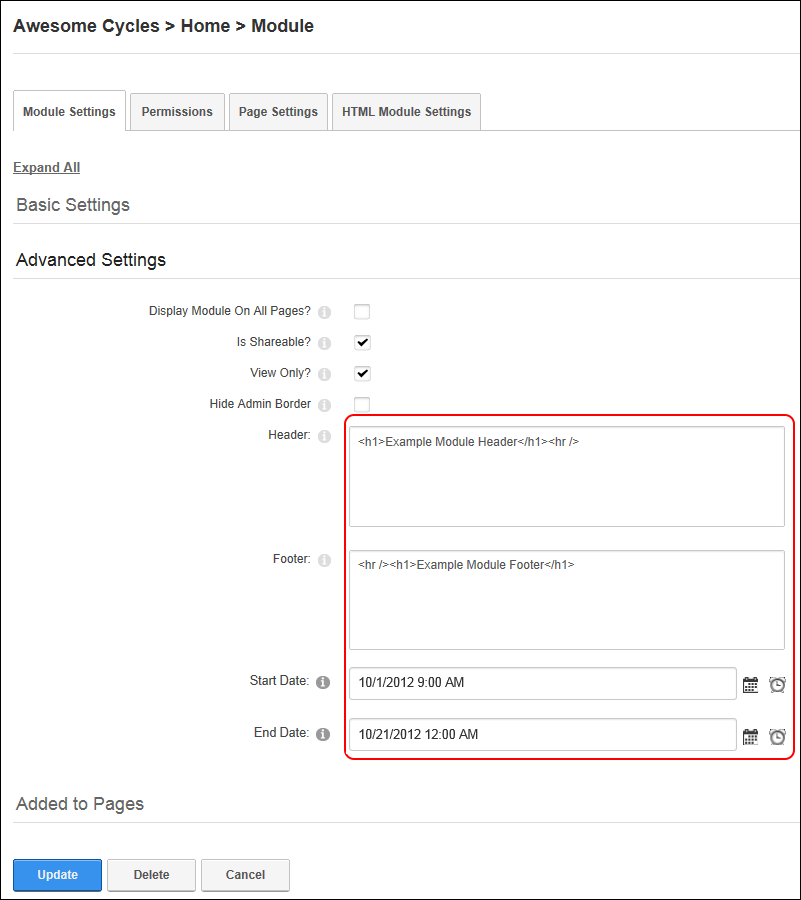 Awesome Cycles > Home > Module
Module Settings Permissions Page Settings HTML Module Settings
Expand All
Basic Settings
Advanced Settings
Display Module On All Pages?
Is Shareable?
View Only?
Hide Admin Border
Header:
<h1>Example Module Header</h1><hr />
Footer:
<hr /><h1>Example Module Footer</h1>
Start Date: 10/1/2012 9:00 AM
End Date: 10/21/2012 12:00 AM
Added to Pages
Update Delete Cancel